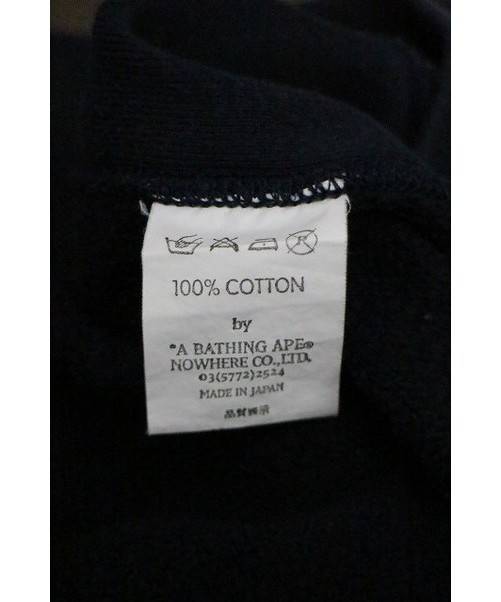 100% COTTON
by
"A BATHING APE®
NOWHERE CO.,LTD.
03(5772)2524
MADE IN JAPAN
品質表示